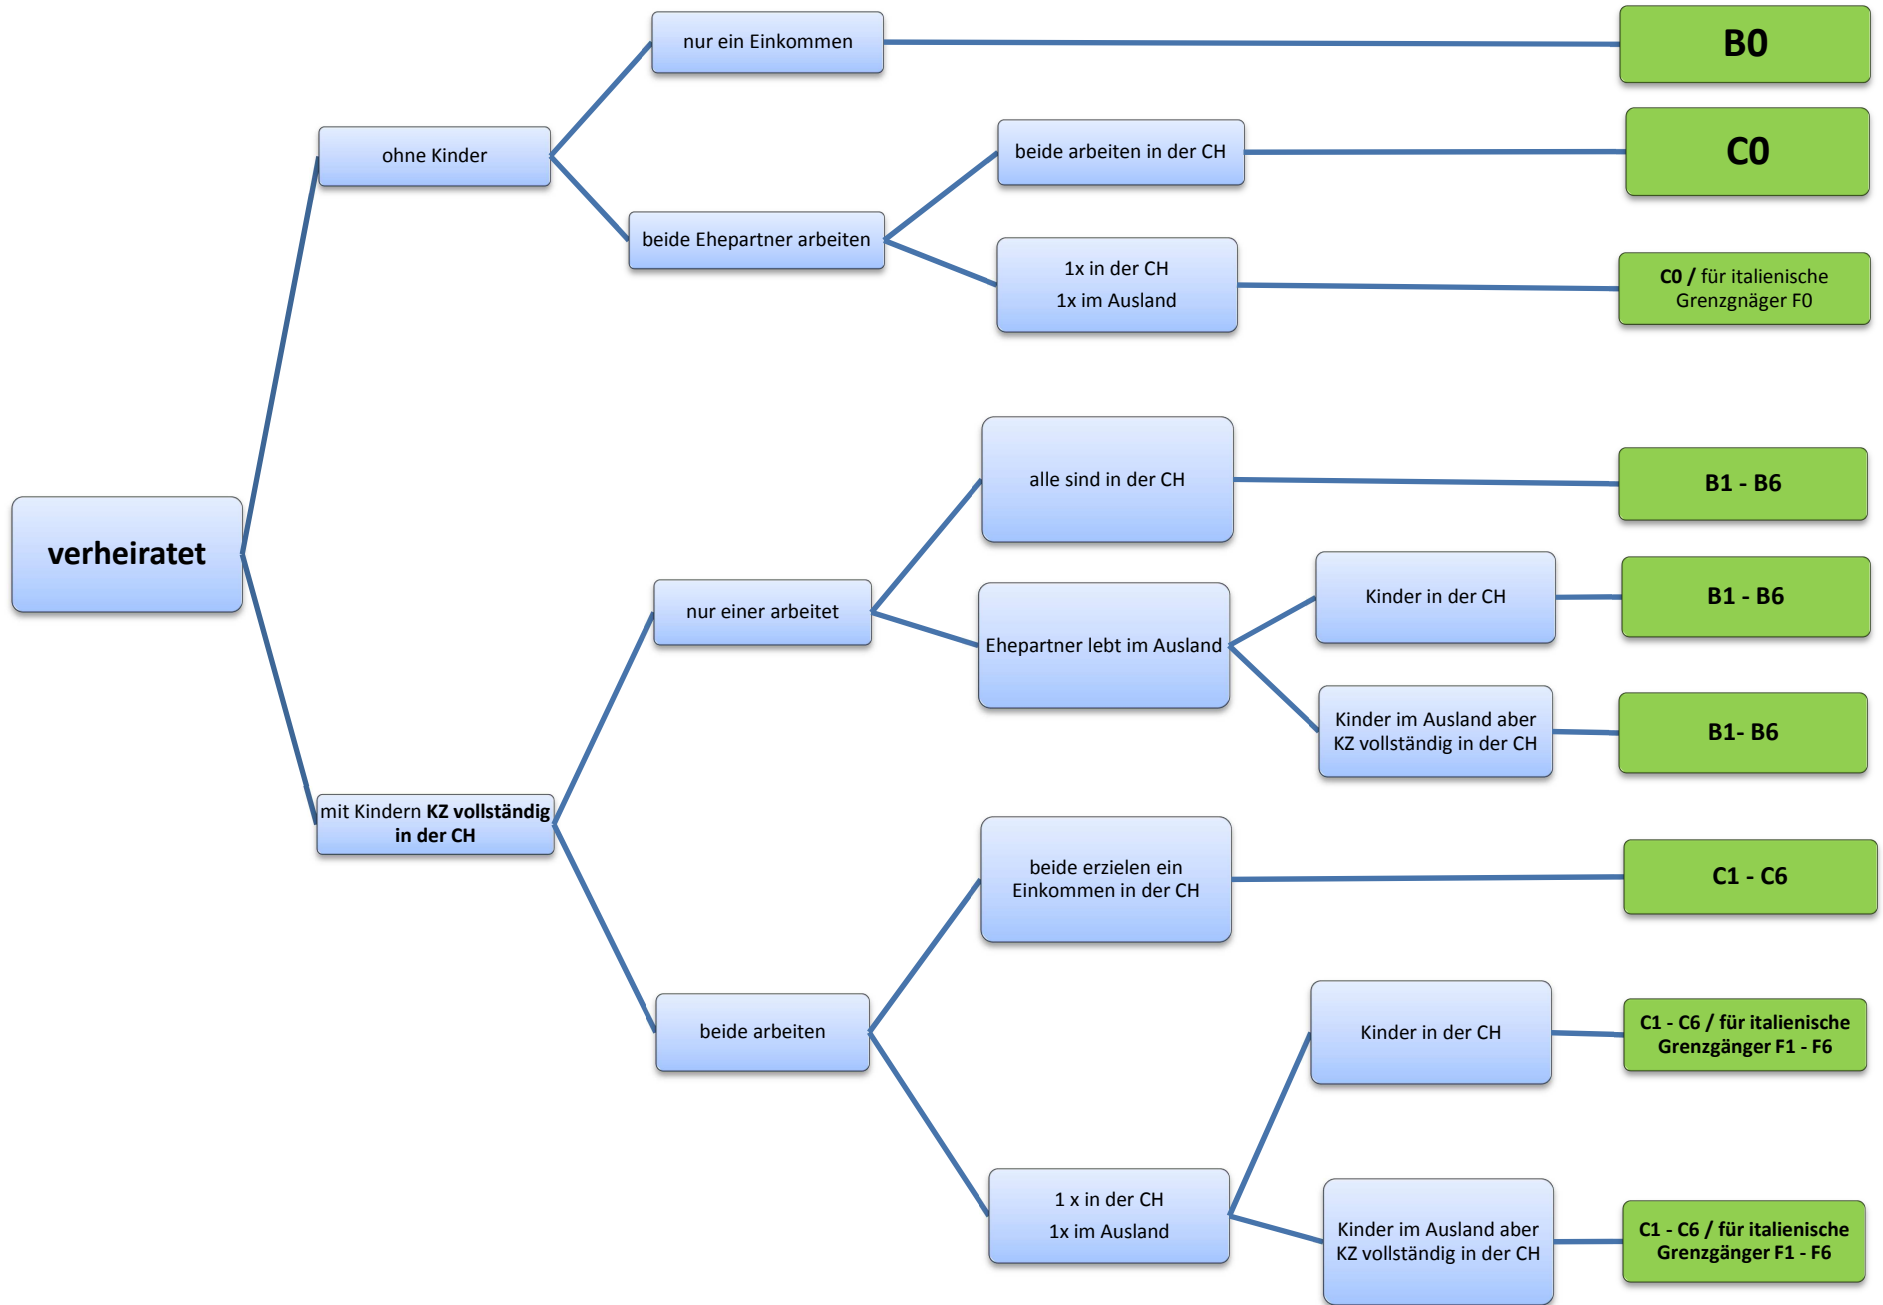 nur ein Einkommen
B0
ohne Kinder
beide arbeiten in der CH
C0
beide Ehepartner arbeiten
1x in der CH
1x im Ausland
C0 / für italienische
Grenzgnäger F0
verheiratet
alle sind in der CH
B1 - B6
nur einer arbeitet
Ehepartner lebt im Ausland
Kinder in der CH
B1 - B6
Kinder im Ausland aber
KZ vollständig in der CH
B1- B6
mit Kindern KZ vollständig
in der CH
beide erzielen ein
Einkommen in der CH
C1 - C6
beide arbeiten
Kinder in der CH
C1 - C6 / für italienische
Grenzgänger F1 - F6
1 x in der CH
1x im Ausland
Kinder im Ausland aber
KZ vollständig in der CH
C1 - C6 / für italienische
Grenzgänger F1 - F6